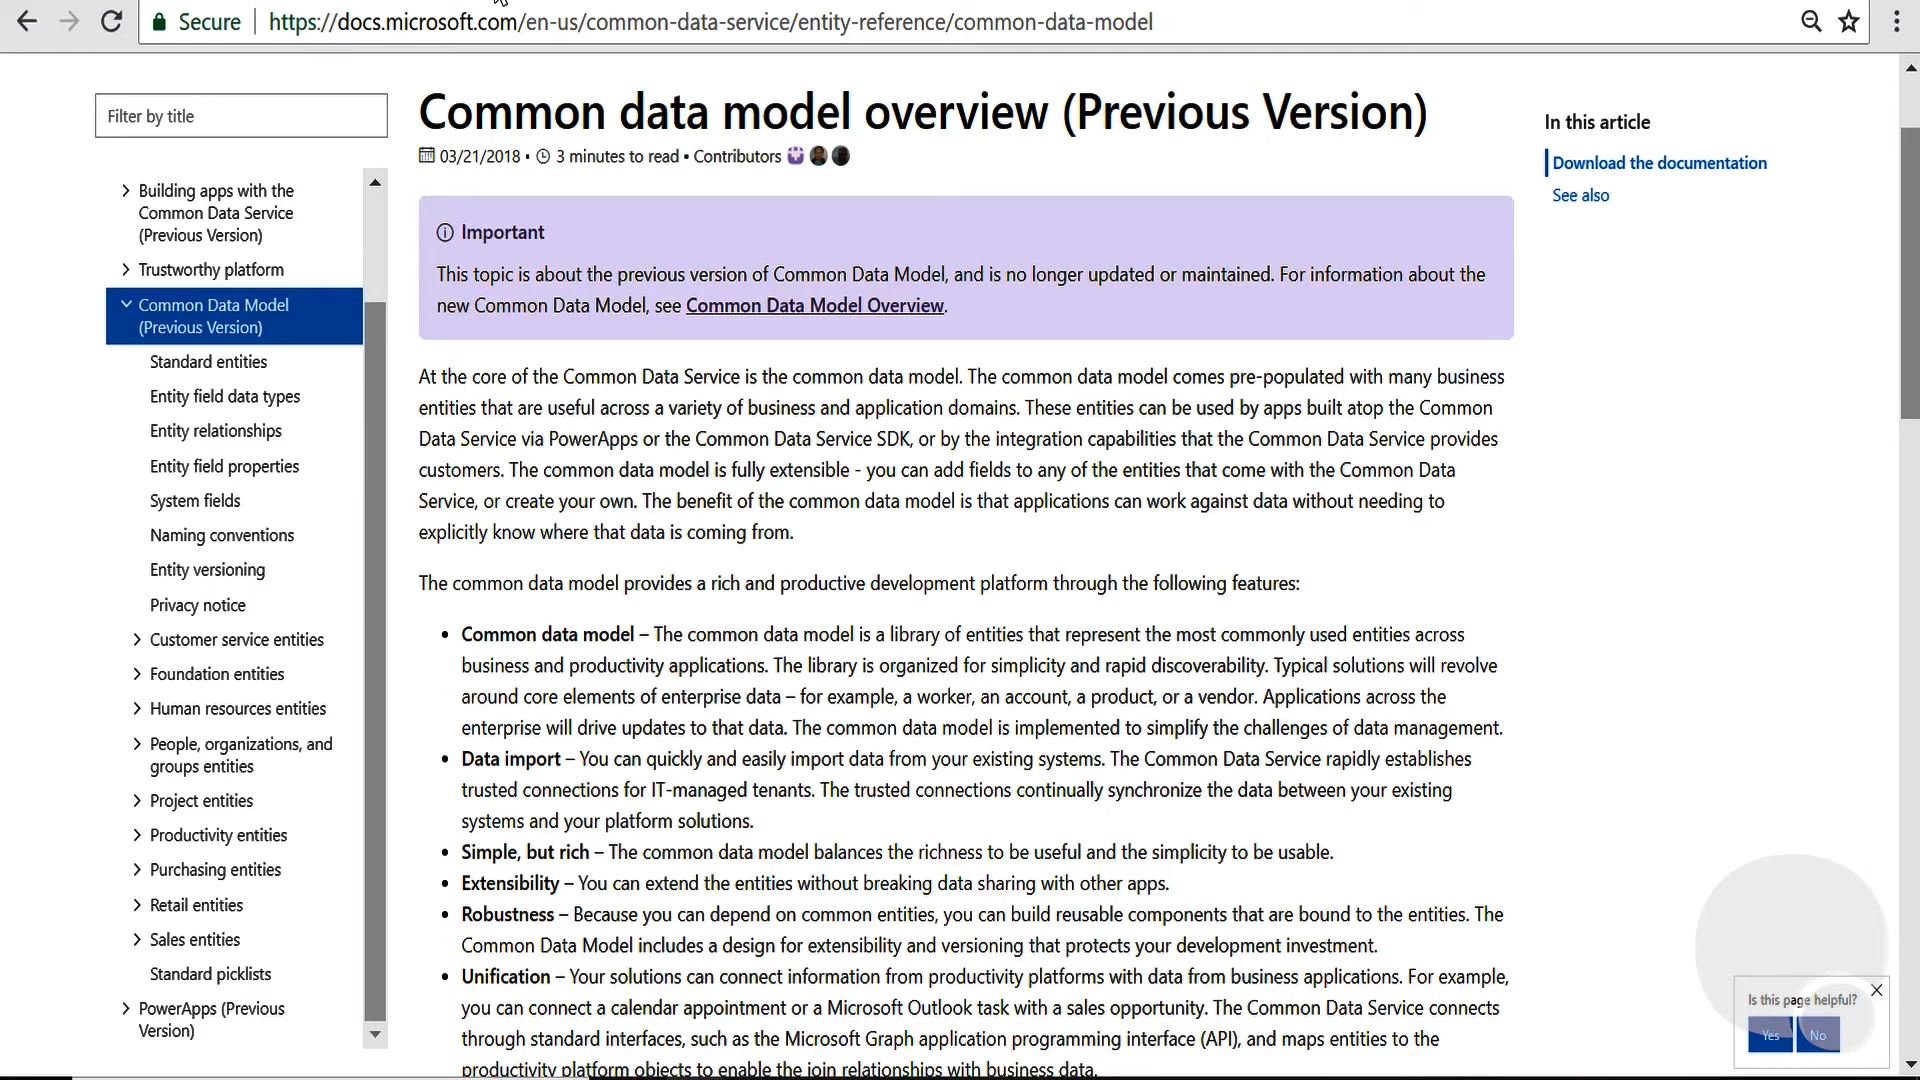 Secure
https://docs.microsoft.com/en-us/common-data-service/entity-reference/common-data-model
Filter by title
Building apps with the
Common Data Service
(Previous Version)
Trustworthy platform
Common Data Model
(Previous Version)
Standard entities
Entity field data types
Entity relationships
Entity field properties
System fields
Naming conventions
Entity versioning
Privacy notice
Customer service entities
Foundation entities
Human resources entities
People, organizations, and
groups entities
Project entities
Productivity entities
Purchasing entities
Retail entities
Sales entities
Standard picklists
PowerApps (Previous
Version)
Common data model overview (Previous Version)
03/21/2018 • 3 minutes to read • Contributors
Important
This topic is about the previous version of Common Data Model, and is no longer updated or maintained. For information about the
new Common Data Model, see Common Data Model Overview.
At the core of the Common Data Service is the common data model. The common data model comes pre-populated with many business
entities that are useful across a variety of business and application domains. These entities can be used by apps built atop the Common
Data Service via PowerApps or the Common Data Service SDK, or by the integration capabilities that the Common Data Service provides
customers. The common data model is fully extensible - you can add fields to any of the entities that come with the Common Data
Service, or create your own. The benefit of the common data model is that applications can work against data without needing to
explicitly know where that data is coming from.
The common data model provides a rich and productive development platform through the following features:
• Common data model – The common data model is a library of entities that represent the most commonly used entities across
business and productivity applications. The library is organized for simplicity and rapid discoverability. Typical solutions will revolve
around core elements of enterprise data – for example, a worker, an account, a product, or a vendor. Applications across the
enterprise will drive updates to that data. The common data model is implemented to simplify the challenges of data management.
• Data import – You can quickly and easily import data from your existing systems. The Common Data Service rapidly establishes
trusted connections for IT-managed tenants. The trusted connections continually synchronize the data between your existing
systems and your platform solutions.
• Simple, but rich – The common data model balances the richness to be useful and the simplicity to be usable.
• Extensibility – You can extend the entities without breaking data sharing with other apps.
• Robustness – Because you can depend on common entities, you can build reusable components that are bound to the entities. The
Common Data Model includes a design for extensibility and versioning that protects your development investment.
• Unification – Your solutions can connect information from productivity platforms with data from business applications. For example,
you can connect a calendar appointment or a Microsoft Outlook task with a sales opportunity. The Common Data Service connects
through standard interfaces, such as the Microsoft Graph application programming interface (API), and maps entities to the
productivity platform objects to enable the join relationships with business data.
In this article
Download the documentation
See also
Is this page helpful?
Yes No